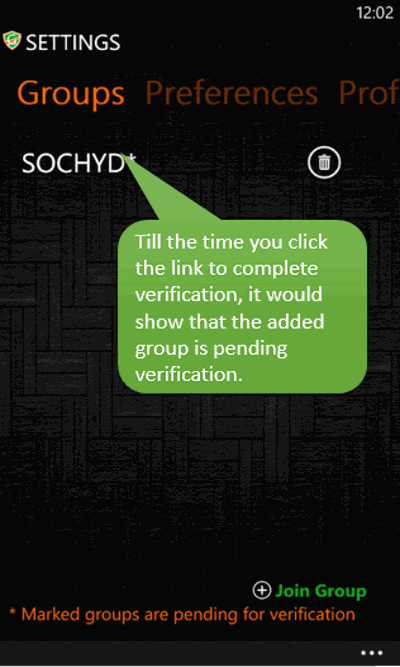 12:02
SETTINGS
Groups Preferences Prof
SOCHYD*
Till the time you click
the link to complete
verification, it would
show that the added
group is pending
verification.
Join Group
* Marked groups are pending for verification